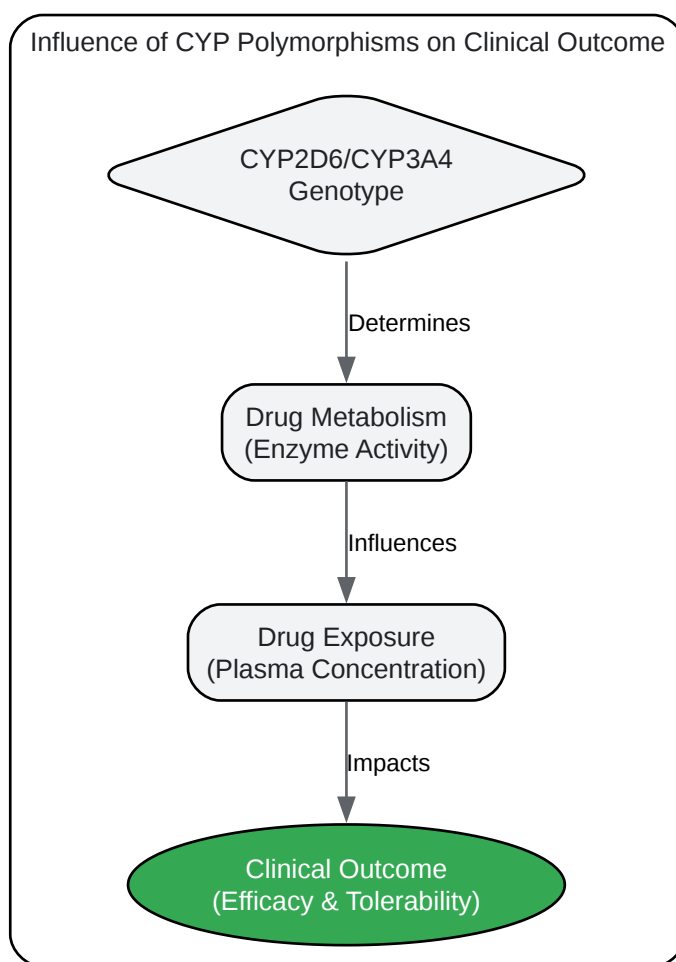 Influence of CYP Polymorphisms on Clinical Outcome
CYP2D6/CYP3A4
Genotype
Determines
Drug Metabolism
(Enzyme Activity)
Influences
Drug Exposure
(Plasma Concentration)
Impacts
Clinical Outcome
(Efficacy & Tolerability)